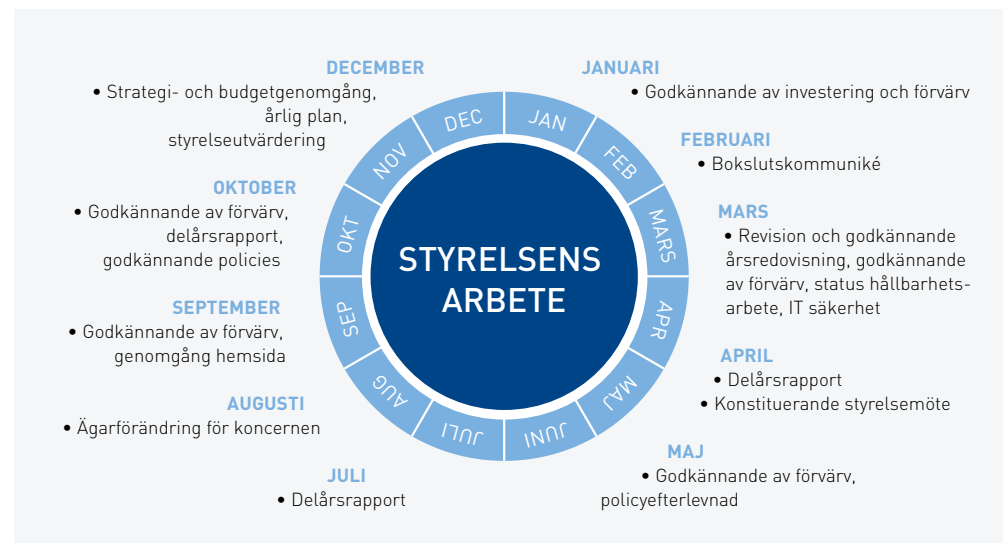 DECEMBER
• Strategi- och budgetgenomgång,
årlig plan,
styrelseutvärdering
OKTOBER
• Godkännande av förvärv,
delårsrapport,
godkännande policies
SEPTEMBER
• Godkännande av förvärv,
genomgång hemsida
AUGUSTI
• Ägarförändring för koncernen
JULI
• Delårsrapport
JAN
FEB
MARS
APR
MAJ
JUNI
JULI
AUG
SEP
OKT
NOV
DEC
STYRELSENS
ARBETE
JANUARI
• Godkännande av investering och förvärv
FEBRUARI
• Bokslutskommuniké
MARS
• Revision och godkännande
årsredovisning, godkännande
av förvärv, status hållbarhets-
arbete, IT säkerhet
APRIL
• Delårsrapport
• Konstituerande styrelsemöte
MAJ
• Godkännande av förvärv,
policyefterlevnad